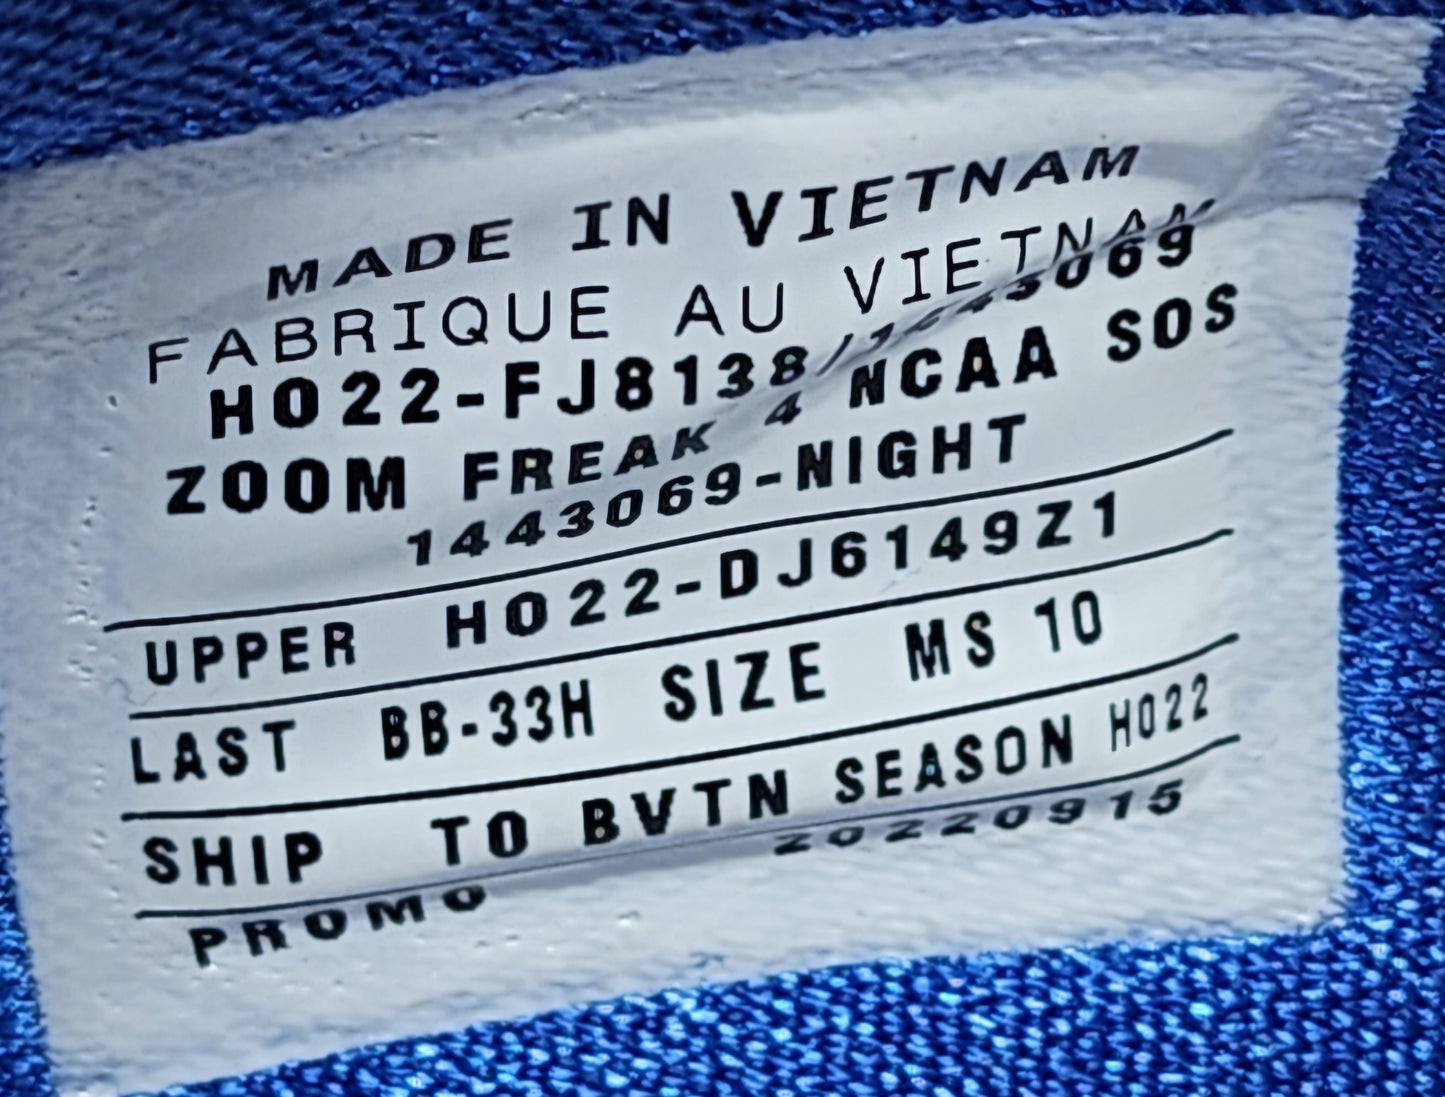 MADE IN VIETNAM
FABRIQUE AU VIETNAM
HO22-FJ8138/1443069
ZOOM FREAK 4 NCAA SOS
1443069-NIGHT
UPPER HO22-DJ6149Z1
LAST BB-33H SIZE MS 10
SHIP TO BVTN SEASON HO22
PROMO 20220915